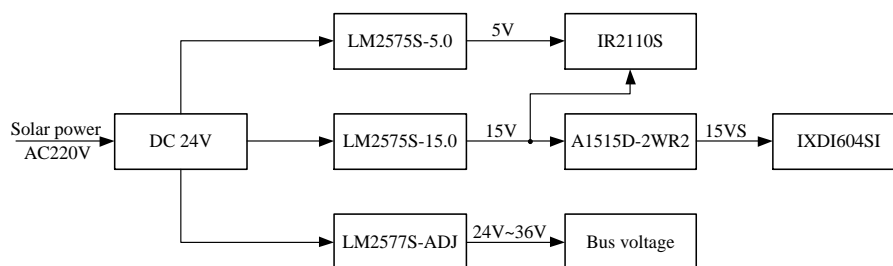 LM2575S-5.0
5V
IR2110S
Solar power
AC220V
DC 24V
LM2575S-15.0
15V
A1515D-2WR2
15VS
IXDI604SI
LM2577S-ADJ
24V~36V
Bus voltage